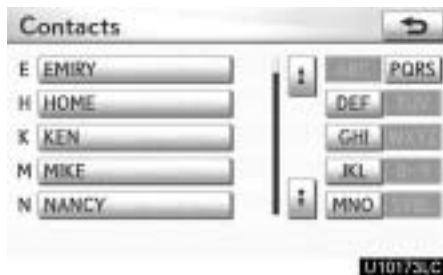 Contacts
E EMIRY PQRS
H HOME DEF
K KEN GHI
M MIKE JKL
N NANCY MNO
U10173LC